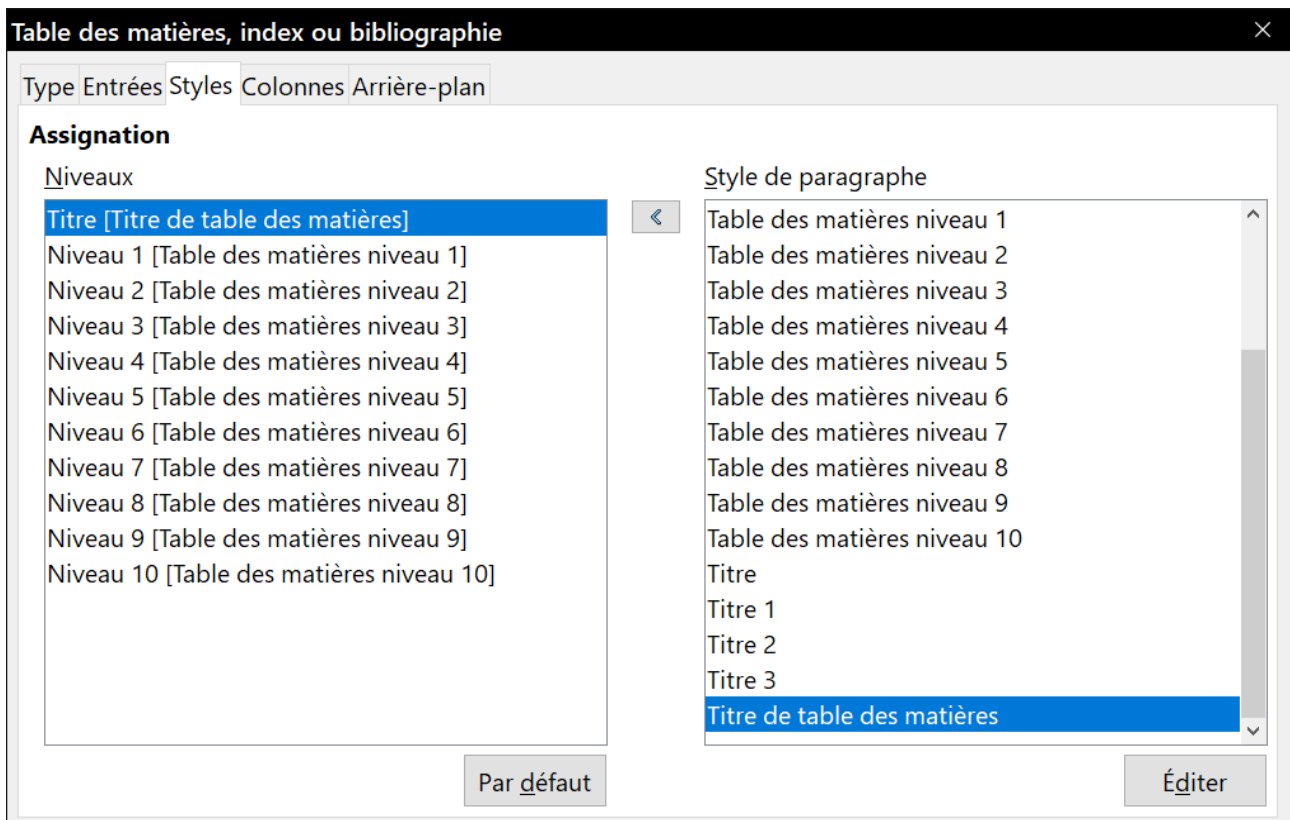 Table des matières, index ou bibliographie
Type Entrées Styles Colonnes Arrière-plan
Assignation
Niveaux
Titre [Titre de table des matières]
Niveau 1 [Table des matières niveau 1]
Niveau 2 [Table des matières niveau 2]
Niveau 3 [Table des matières niveau 3]
Niveau 4 [Table des matières niveau 4]
Niveau 5 [Table des matières niveau 5]
Niveau 6 [Table des matières niveau 6]
Niveau 7 [Table des matières niveau 7]
Niveau 8 [Table des matières niveau 8]
Niveau 9 [Table des matières niveau 9]
Niveau 10 [Table des matières niveau 10]
Par défaut
Style de paragraphe
Table des matières niveau 1
Table des matières niveau 2
Table des matières niveau 3
Table des matières niveau 4
Table des matières niveau 5
Table des matières niveau 6
Table des matières niveau 7
Table des matières niveau 8
Table des matières niveau 9
Table des matières niveau 10
Titre
Titre 1
Titre 2
Titre 3
Titre de table des matières
Éditer